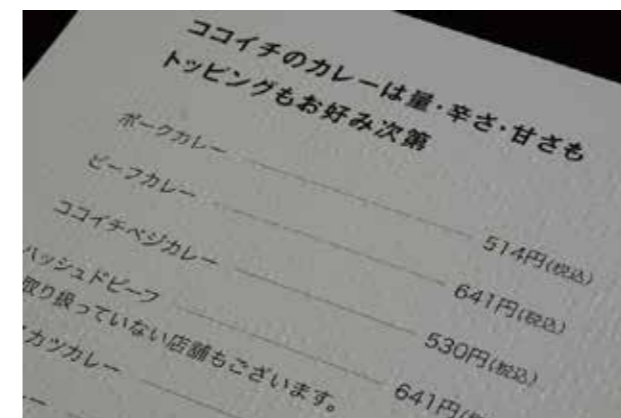 ココイチのカレーは量・辛さ・甘さも
トッピングもお好み次第
ポークカレー 514円(税込)
ビーフカレー 641円(税込)
ココイチベジカレー 530円(税込)
ハッシュドビーフ 641円(税
取り扱っていない店舗もございます。
カツカレー